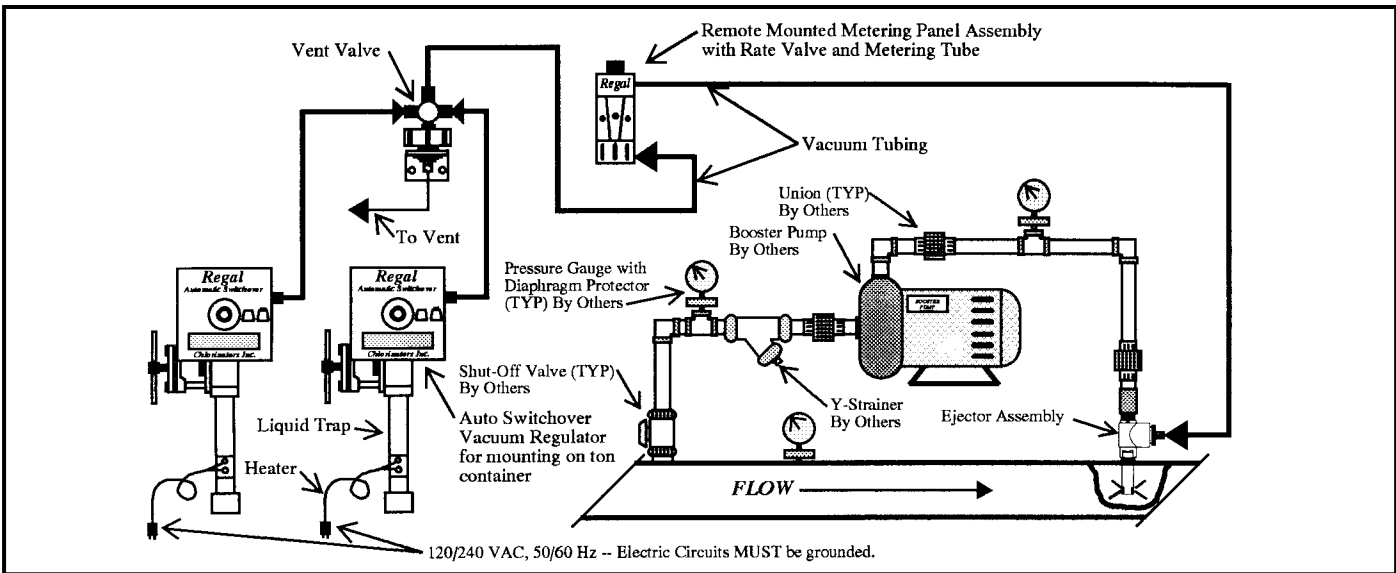 Vent Valve
Remote Mounted Metering Panel Assembly
with Rate Valve and Metering Tube
Regal
Vacuum Tubing
To Vent
Union (TYP)
By Others
Booster Pump
By Others
Pressure Gauge with
Diaphragm Protector
(TYP) By Others
BOOSTER
PUMP
Regal
Automatic Switchover
Chlorinators Inc.
Regal
Automatic Switchover
Chlorinators Inc.
Shut-Off Valve (TYP)
By Others
Y-Strainer
By Others
Ejector Assembly
Liquid Trap
Auto Switchover
Vacuum Regulator
for mounting on ton
container
Heater
FLOW
120/240 VAC, 50/60 Hz -- Electric Circuits MUST be grounded.